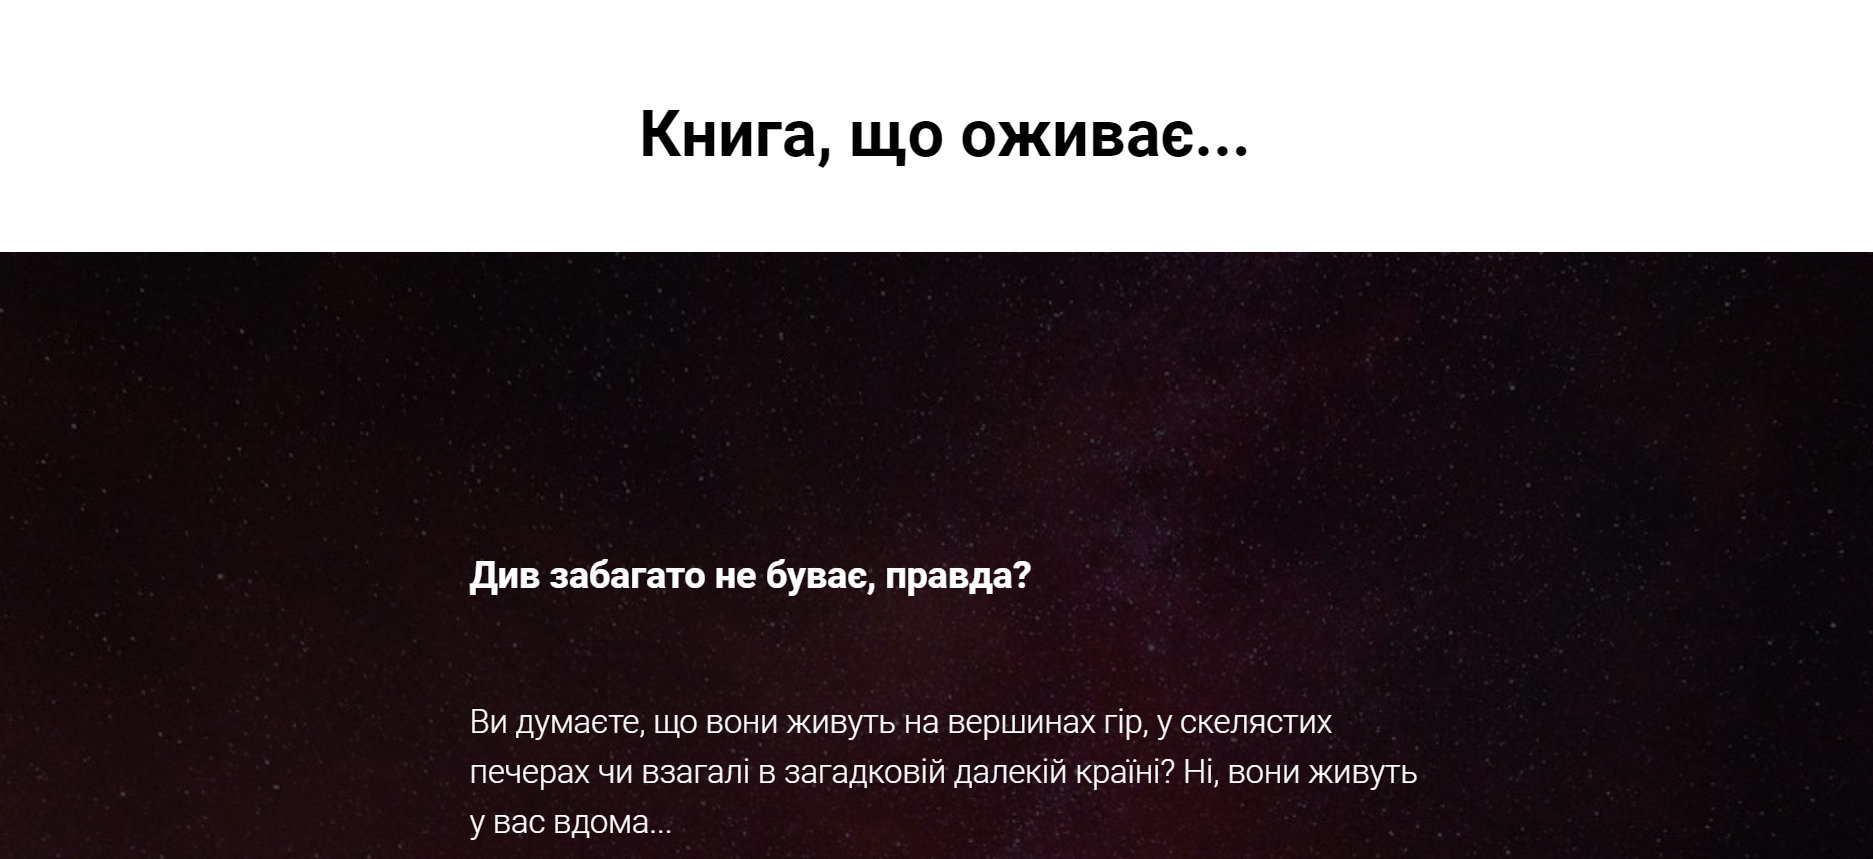 Книга, що оживає...
Див забагато не буває, правда?
Ви думаєте, що вони живуть на вершинах гір, у скелястих
печерах чи взагалі в загадковій далекій країні? Ні, вони живуть
у вас вдома...